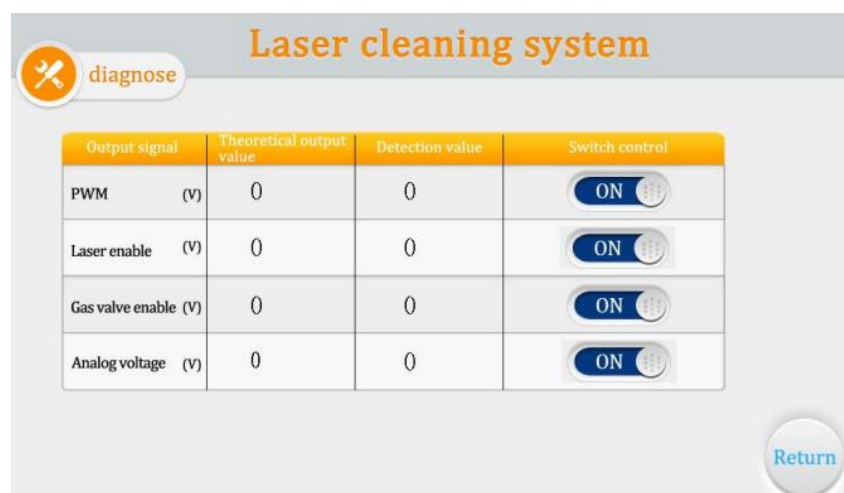 Laser cleaning system
diagnose
Output signal Theoretical output value Detection value Switch control
PWM (V) 0 0 ON
Laser enable (V) 0 0 ON
Gas valve enable (V) 0 0 ON
Analog voltage (V) 0 0 ON
Return